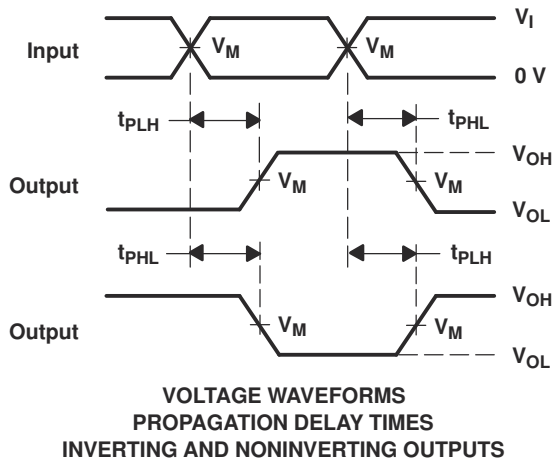 V_I
Input V_M V_M
0 V
t_PLH t_PHL
V_OH
Output V_M V_M
V_OL
t_PHL t_PLH
V_OH
Output V_M V_M
V_OL
VOLTAGE WAVEFORMS
PROPAGATION DELAY TIMES
INVERTING AND NONINVERTING OUTPUTS